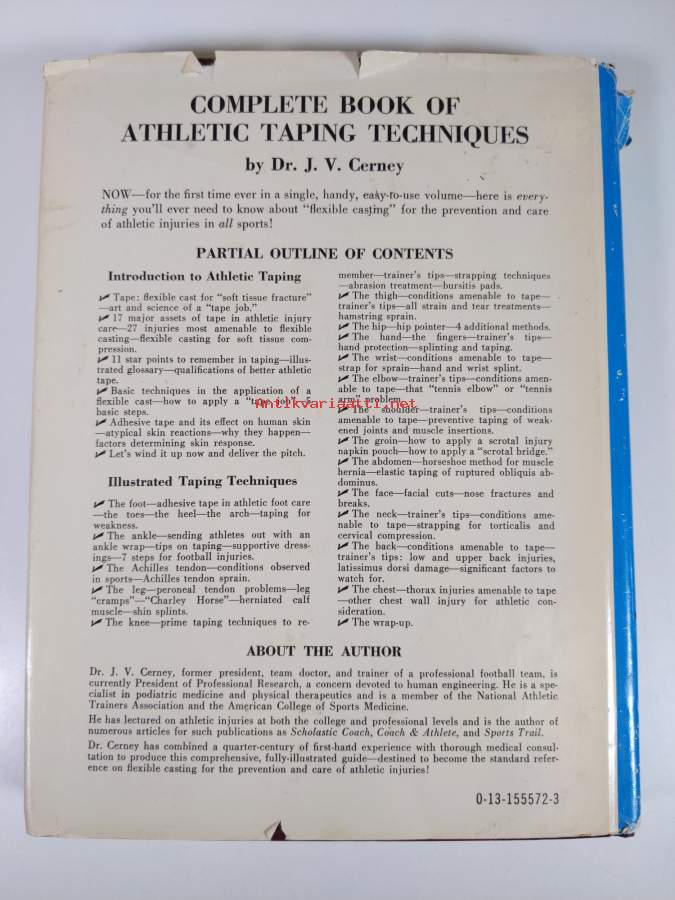 COMPLETE BOOK OF
ATHLETIC TAPING TECHNIQUES
by Dr. J. V. Cerney
NOW—for the first time ever in a single, handy, easy-to-use volume—here is every-
thing you'll ever need to know about "flexible casting" for the prevention and care
of athletic injuries in all sports!
PARTIAL OUTLINE OF CONTENTS
Introduction to Athletic Taping
✔ Tape: flexible cast for "soft tissue fracture"
—art and science of a "tape job."
✔ 17 major assets of tape in athletic injury
care—27 injuries most amenable to flexible
casting—flexible casting for soft tissue com-
pression.
✔ 11 star points to remember in taping—illus-
trated glossary—qualifications of better athletic
tape.
✔ Basic techniques in the application of a
flexible cast—how to apply a "tape job"—5
basic steps.
✔ Adhesive tape and its effect on human skin
—atypical skin reactions—why they happen—
factors determining skin response.
✔ Let's wind it up now and deliver the pitch.
Illustrated Taping Techniques
✔ The foot—adhesive tape in athletic foot care
—the toes—the heel—the arch—taping for
weakness.
✔ The ankle—sending athletes out with an
ankle wrap—tips on taping—supportive dress-
ings—7 steps for football injuries.
✔ The Achilles tendon—conditions observed
in sports—Achilles tendon sprain.
✔ The leg—peroneal tendon problems—leg
"cramps"—"Charley Horse"—herniated calf
muscle—shin splints.
✔ The knee—prime taping techniques to re-
member—trainer's tips—strapping techniques
—abrasion treatment—bursitis pads.
✔ The thigh—conditions amenable to tape—
trainer's tips—all strain and tear treatments—
hamstring sprain.
✔ The hip—hip pointer—4 additional methods.
✔ The hand—the fingers—trainer's tips—
hand protection—splinting and taping.
✔ The wrist—conditions amenable to tape—
strap for sprain—hand and wrist splint.
✔ The elbow—trainer's tips—conditions amen-
able to tape—that "tennis elbow" or "tennis
arm" problem.
✔ The shoulder—trainer's tips—conditions
amenable to tape—preventive taping of weak-
ened joints and muscle insertions.
✔ The groin—how to apply a scrotal injury
napkin pouch—how to apply a "scrotal bridge."
✔ The abdomen—horseshoe method for muscle
hernia—elastic taping of ruptured obliquis ab-
dominus.
✔ The face—facial cuts—nose fractures and
breaks.
✔ The neck—trainer's tips—conditions ame-
nable to tape—strapping for torticalis and
cervical compression.
✔ The back—conditions amenable to tape—
trainer's tips: low and upper back injuries,
latissimus dorsi damage—significant factors to
watch for.
✔ The chest—thorax injuries amenable to tape
—other chest wall injury for athletic con-
sideration.
✔ The wrap-up.
Antikvariaatti.net
ABOUT THE AUTHOR
Dr. J. V. Cerney, former president, team doctor, and trainer of a professional football team, is
currently President of Professional Research, a concern devoted to human engineering. He is a spe-
cialist in podiatric medicine and physical therapeutics and is a member of the National Athletic
Trainers Association and the American College of Sports Medicine.
He has lectured on athletic injuries at both the college and professional levels and is the author of
numerous articles for such publications as Scholastic Coach, Coach & Athlete, and Sports Trail.
Dr. Cerney has combined a quarter-century of first-hand experience with thorough medical consul-
tation to produce this comprehensive, fully-illustrated guide—destined to become the standard refer-
ence on flexible casting for the prevention and care of athletic injuries!
0-13-155572-3